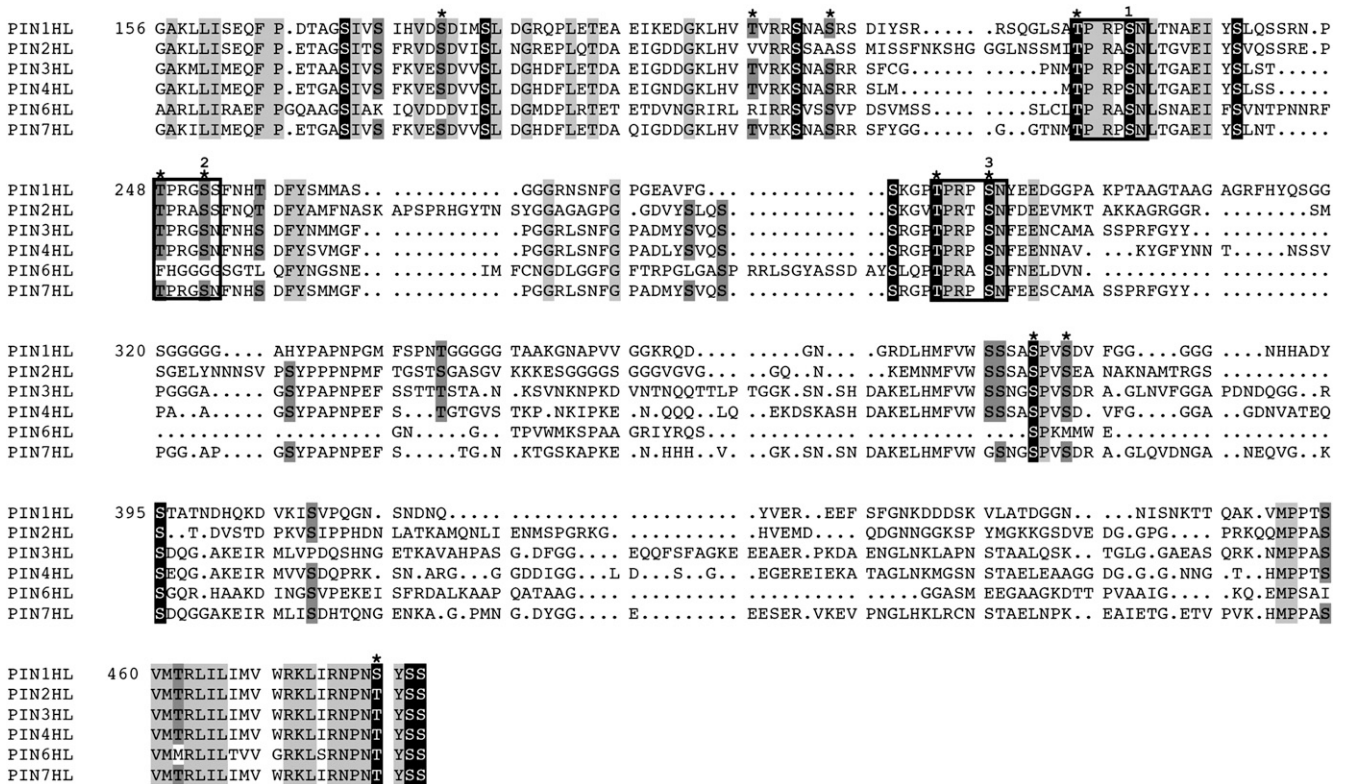 * * * * 1
PIN1HL 156 GAKLLISEQF P.DTAGSIVS IHVDSDIMSL DGRQPLETEA EIKEDGKLHV TVRRSNASRS DIYSR.....  ..RSQGLSATP RPSNLTNAEI YSLQSSRN.P
PIN2HL GARLLISEQF P.ETAGSITS FRVDSDVISL NGREPLQTDA EIGDDGKLHV VVRRSSAASS MISSFNKSHG GGLNSSMITP RASNLTGVEI YSVQSSRE.P
PIN3HL GAKMLIMEQF P.ETAASIVS FKVESDVVSL DGHDFLETDA EIGDDGKLHV TVRKSNASRR SFCG...... ....PNMTP RPSNLTGAEI YSLST.....
PIN4HL GAKMLIMEQF P.ETGASIVS FKVESDVVSL DGHDFLETDA EIGNDGKLHV TVRKSNASRR SLM....... ....PNMTP RPSNLTGAEI YSLSS.....
PIN6HL AARLLIRAEF PGQAAGSIAK IQVDDDVISL DGMDPLRTET ETDVNGRIRL RIRRSVSSVP DSVMSS.... ....SLCLTP RASNLSNAEI FSVNTPNNRF
PIN7HL GAKILIMEQF P.ETGASIVS FKVESDVVSL DGHDFLETDA QIGDDGKLHV TVRKSNASRR SFYGG..... .G..GTNMTP RPSNLTGAEI YSLNT.....
* 2 * * 3 *
PIN1HL 248 TPRGSSFNHT DFYSMMAS.. .......... ..GGGRNSNFG PGEAVFG... .......... ......SKGPTPRP SNYEEDGGPA KPTAAGTAAG AGRFHYQSGG
PIN2HL TPRASSFNQT DFYAMFNASK APSPRHGYTN SYGGAGAGPG .GDVYSLQS. .......... ......SKGVTPRT SNFDEEVMKT AKKAGRGGR. ........SM
PIN3HL TPRGSNFNHS DFYNMMGF.. .......... ..PGGRLSNFG PADMYSVQS. .......... ......SRGPTPRP SNFEENCAMA SSPRFGYY.. ..........
PIN4HL TPRGSNFNHS DFYSVMGF.. .......... ..PGGRLSNFG PADLYSVQS. .......... ......SRGPTPRP SNFEENNAV. ...KYGFYNN T.....NSSV
PIN6HL FHGGGGSGTL QFYNGSNE.. ........IM FCNGDLGGFG FTRPGLGASP RRLSGYASSD AYSLQPTPRA SNFNELDVN. .......... ..........
PIN7HL TPRGSNFNHS DFYSMMGF.. .......... ..PGGRLSNFG PADMYSVQS. .......... ......SRGPTPRP SNFEESCAMA SSPRFGYY.. ..........
* *
PIN1HL 320 SGGGGG.... AHYPAPNPGM FSPNTGGGGG TAAKGNAPVV GGKRQD.... ....GN.... .GRDLHMFVW SSSASPVSDV FGG....GGG ....NHHADY
PIN2HL SGELYNNNSV PSYPPPNPMF TGSTSGASGV KKKESGGGGS GGGVGVG... .GQ..N.... .KEMNMFVW SSSASPVSEA NAKNAMTRGS ..........
PIN3HL PGGGA..... GSYPAPNPEF SSTTTSTA.N .KSVNKNPKD VNTNQQTTLP TGGK.SN.SH DAKELHMFVW SSNGSPVSDR A.GLNVFGGA PDNDQGG..R
PIN4HL PA..A..... GSYPAPNPEF S...TGTGVS TKP.NKIPKE .N.QQQ..LQ ..EKDSKASH DAKELHMFVW SSSASPVSD. VFG....GGA .GDNVATEQ
PIN6HL .......... .......... ..GN....G. TPVWMKSPAA GRIYRQS... .......... .......... .....SPKMMW E......... ..........
PIN7HL PGG.AP.... GSYPAPNPEF S....TG.N. .KTGSKAPKE .N.HHH..V. ..GK.SN.SN DAKELHMFVW GSNGSPVSDR A.GLQVDNGA ..NEQVG..K
PIN1HL 395 STATNDHQKD VKISVPQGN. SNDNQ..... .......... .......... ....YVER.. EEF SFGNKDDDSK VLATDGGN.. ..NISNKTT QAK.VMPPTS
PIN2HL S..T.DVSTD PKVSIPPHDN LATKAMQNLI ENMSPGRKG. .......... ...HVEMD.. ..QDGNNGGKSP YMGKKGSDVE DG.GPG.... PRKQQMPPAS
PIN3HL SDQG.AKEIR MLVPDQSHNG ETKAVAHPAS G.DFGG.... EQQFSFAGKE EEAER.PKDA ENGLNKLAPN STAALQSK.. TGLG.GAEAS QRK.NMPPAS
PIN4HL SEQG.AKEIR MVVSDQPRK. SN.ARG...G GDDIGG...L D...S..G.. .EGEREIEKA TAGLNKMGSN STAELEAAGG DG.G.G.NNG .T..HMPPTS
PIN6HL SGQR.HAAKD INGSVPEKEI SFRDALKAAP QATAAG.... .......... .......... .GGASM EEGAAGKDTT PVAAIG.... .KQ.EMPSAI
PIN7HL SDQGGAKEIR MLISDHTQNG ENKA.G.PMNG D.YGG.... E......... EESER.VKEV PNGLHKLRCN STAELNPK.. EAIETG.ETV PVK.HMPPAS
*
PIN1HL 460 VMTRLILIMV WRKLIRNPNS YSS
PIN2HL VMTRLILIMV WRKLIRNPNT YSS
PIN3HL VMTRLILIMV WRKLIRNPNT YSS
PIN4HL VMTRLILIMV WRKLIRNPNT YSS
PIN6HL VMMRLILTVV GRKLSRNPNT YSS
PIN7HL VMTRLILIMV WRKLIRNPNT YSS